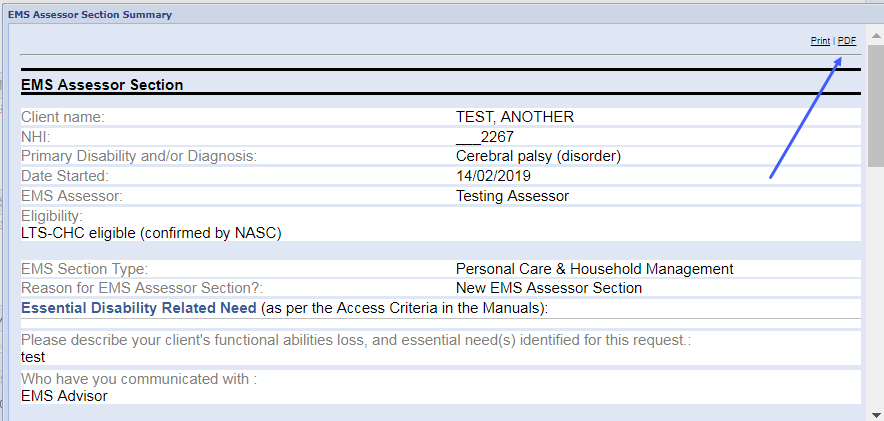 EMS Assessor Section Summary
Print | PDF
EMS Assessor Section
Client name: TEST, ANOTHER
NHI: ___2267
Primary Disability and/or Diagnosis: Cerebral palsy (disorder)
Date Started: 14/02/2019
EMS Assessor: Testing Assessor
Eligibility:
LTS-CHC eligible (confirmed by NASC)
EMS Section Type: Personal Care & Household Management
Reason for EMS Assessor Section?: New EMS Assessor Section
Essential Disability Related Need (as per the Access Criteria in the Manuals):
Please describe your client's functional abilities loss, and essential need(s) identified for this request.:
test
Who have you communicated with :
EMS Advisor